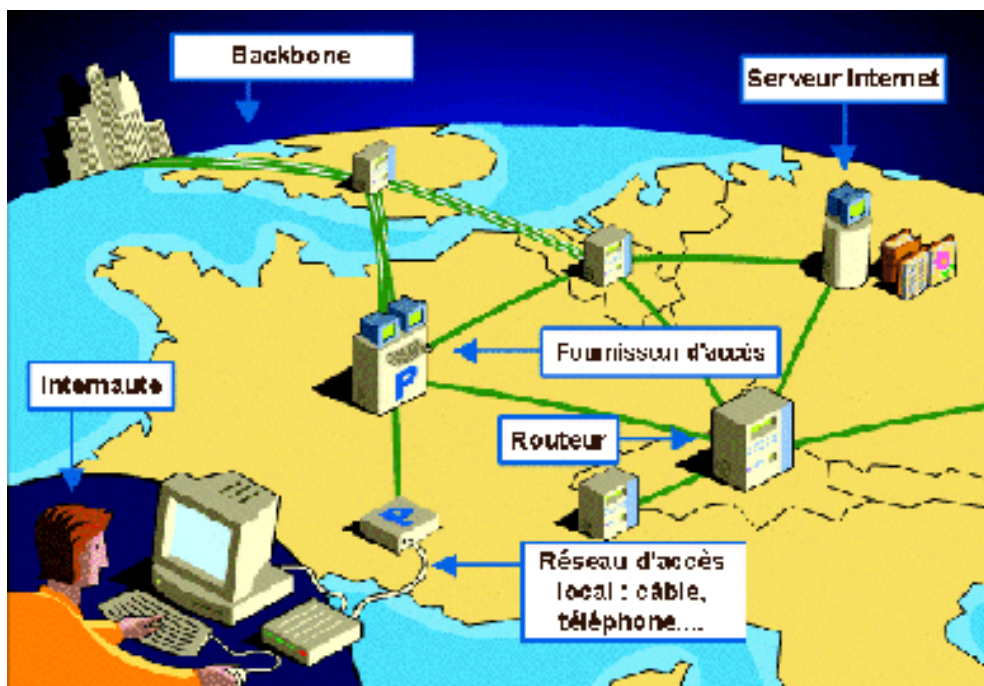 Backbone
Serveur Internet
Fournisseur d'accès
P
Internaute
Routeur
Réseau d'accès
local : câble,
téléphone....